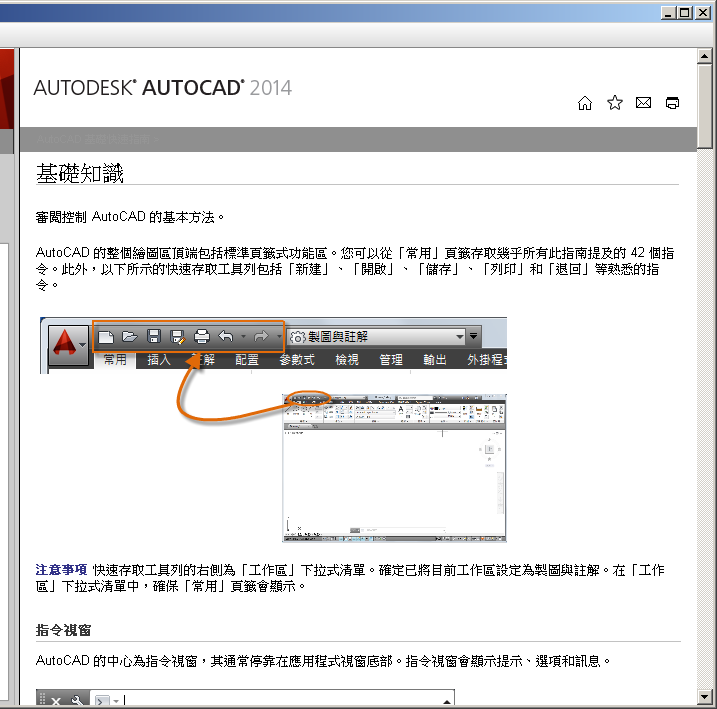 AUTODESK® AUTOCAD® 2014
基礎知識
審閱控制 AutoCAD 的基本方法。
AutoCAD 的整個繪圖區頂端包括標準頁籤式功能區。您可以從「常用」頁籤存取幾乎所有此指南提及的 42 個指
令。此外，以下所示的快速存取工具列包括「新建」、「開啟」、「儲存」、「列印」和「退回」等熟悉的指
令。
製圖與註解
常用 插入 註解 配置 參數式 檢視 管理 輸出 外掛程式
注意事項 快速存取工具列的右側為「工作區」下拉式清單。確定已將目前工作區設定為製圖與註解。在「工作
區」下拉式清單中，確保「常用」頁籤會顯示。
指令視窗
AutoCAD 的中心為指令視窗，其通常停靠在應用程式視窗底部。指令視窗會顯示提示、選項和訊息。